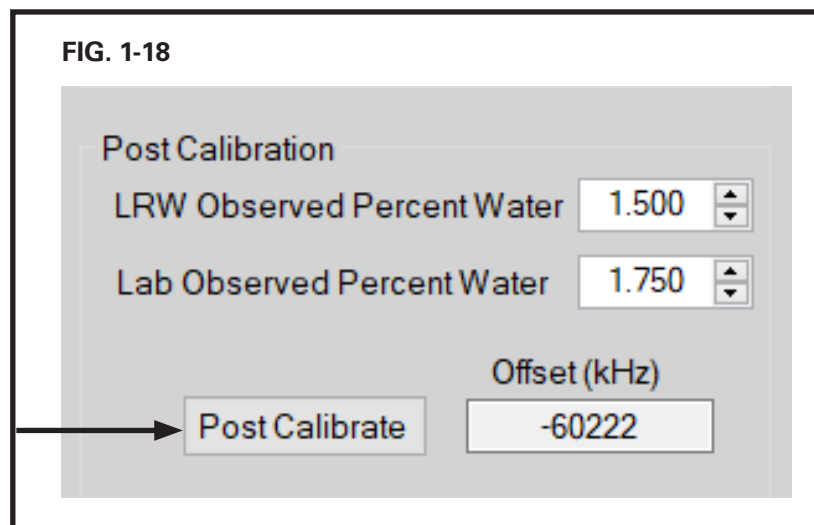 FIG. 1-18
Post Calibration
LRW Observed Percent Water 1.500
Lab Observed Percent Water 1.750
Offset (kHz)
Post Calibrate -60222